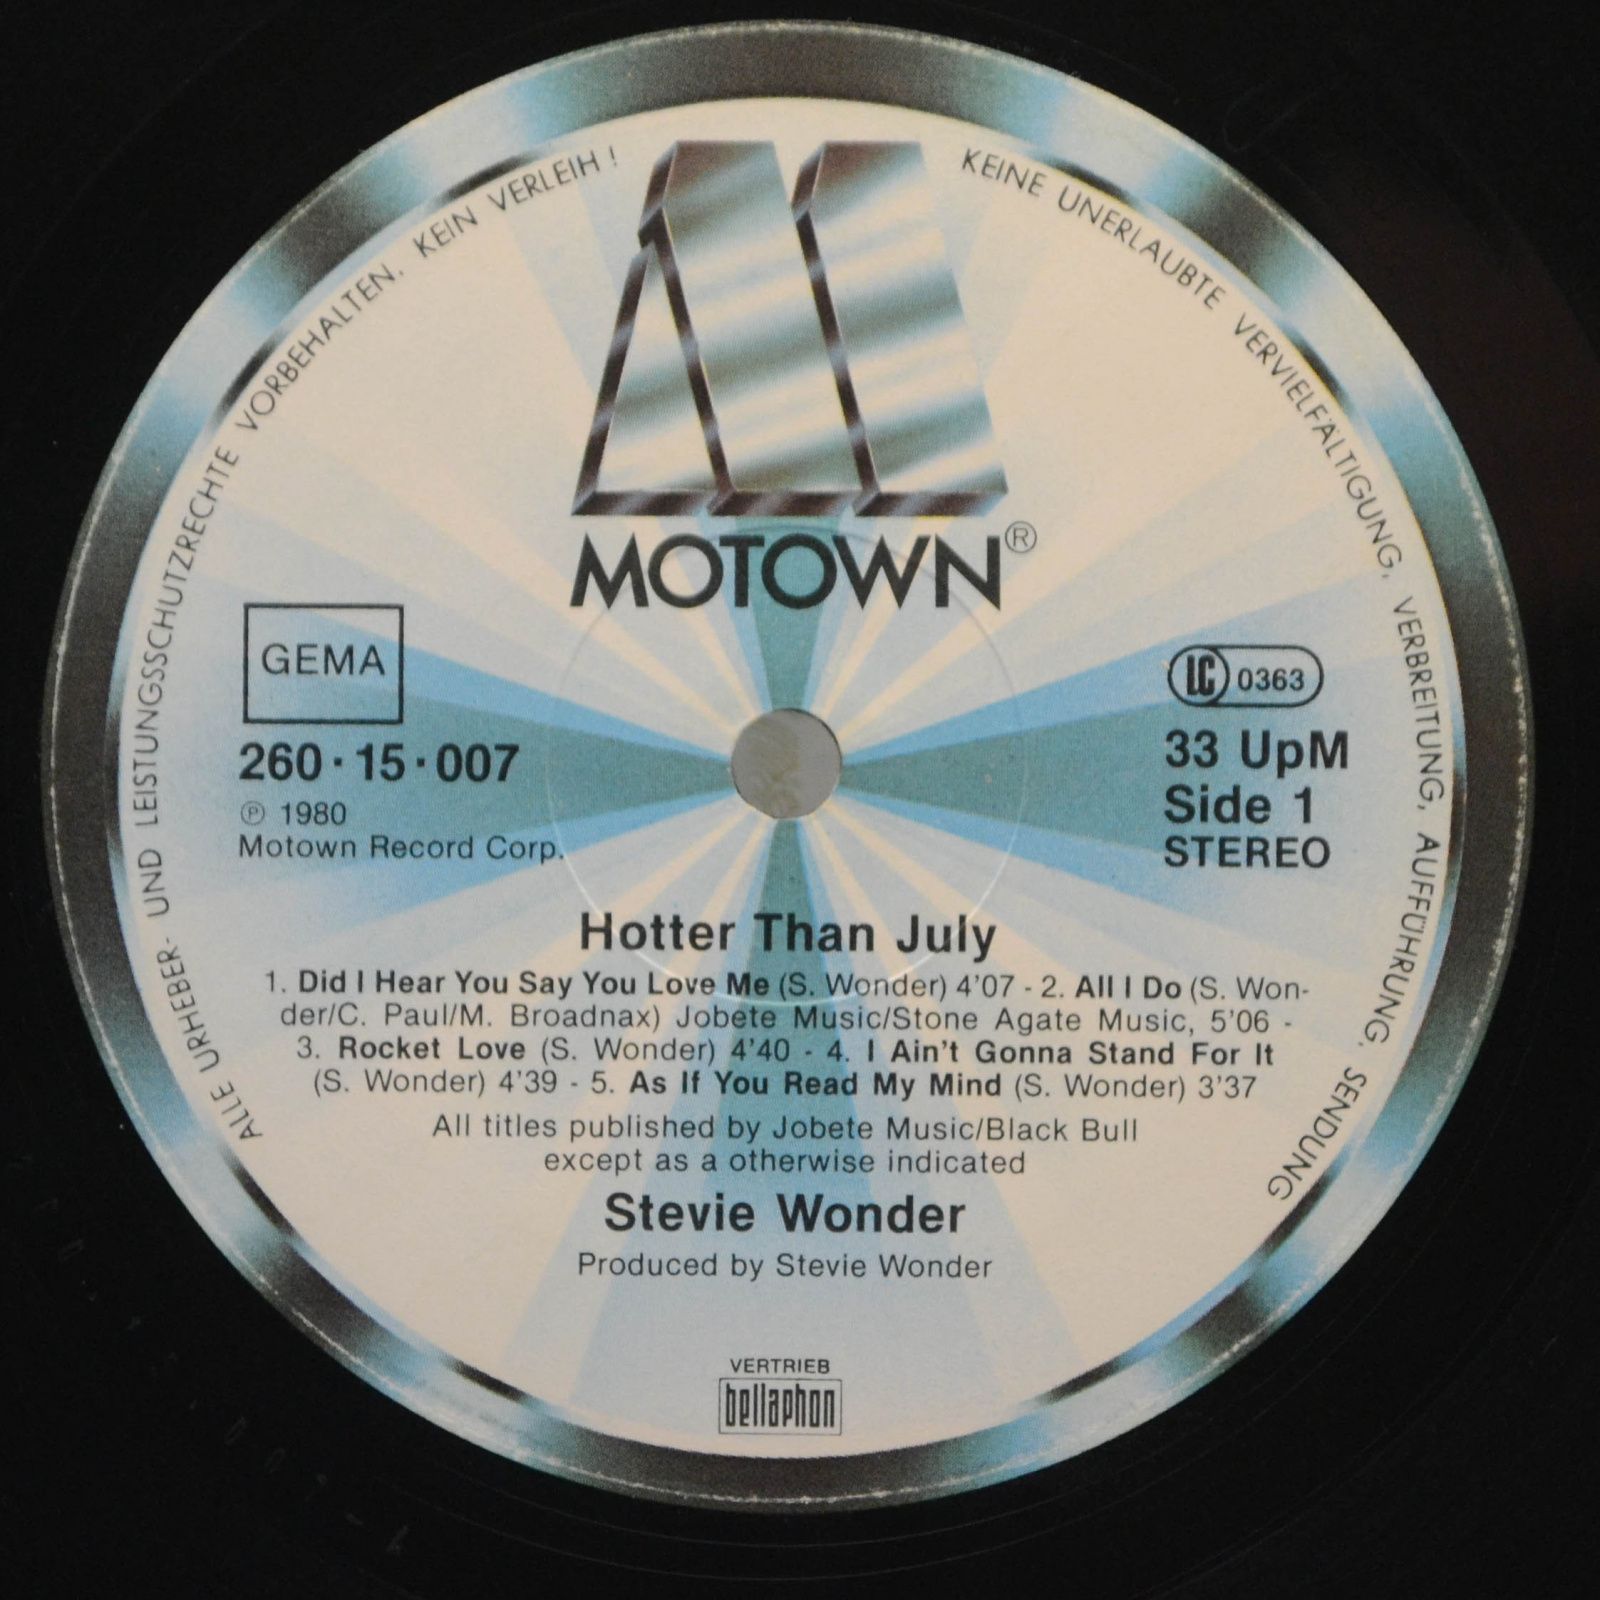 ALLE URHEBER- UND LEISTUNGSSCHUTZRECHTE VORBEHALTEN. KEIN VERLEIH !
KEINE UNERLAUBTE VERVIELFÄLTIGUNG, VERBREITUNG, AUFFÜHRUNG, SENDUNG
MOTOWN®
GEMA
260·15·007
℗ 1980
Motown Record Corp.
LC 0363
33 UpM
Side 1
STEREO
Hotter Than July
1. Did I Hear You Say You Love Me (S. Wonder) 4'07 - 2. All I Do (S. Won-
der/C. Paul/M. Broadnax) Jobete Music/Stone Agate Music, 5'06 -
3. Rocket Love (S. Wonder) 4'40 - 4. I Ain't Gonna Stand For It
(S. Wonder) 4'39 - 5. As If You Read My Mind (S. Wonder) 3'37
All titles published by Jobete Music/Black Bull
except as a otherwise indicated
Stevie Wonder
Produced by Stevie Wonder
VERTRIEB
bellaphon